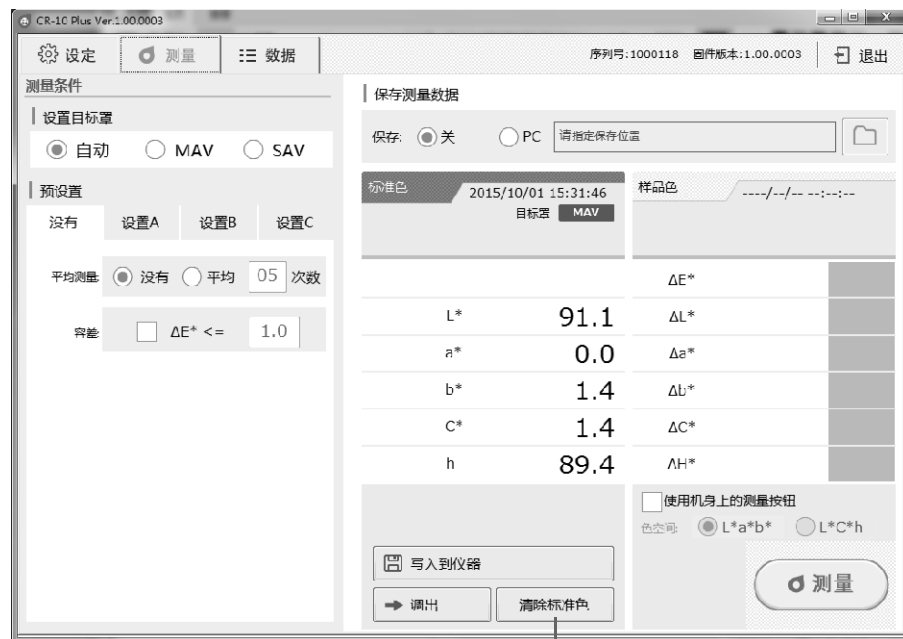 CR-1C Plus Ver.1.00.0003
设定 测量 数据 序列号:1000118 固件版本:1.00.0003 退出
测量条件
设置目标罩
自动 MAV SAV
预设置
没有 设置A 设置B 设置C
平均测量: 没有 平均 05 次数
容差: ΔE* <= 1.0
保存测量数据
保存: 关 PC 请指定保存位置
标准色 2015/10/01 15:31:46
目标罩 MAV
样品色 ----/--/-- --:--:--
ΔE*
L* 91.1 ΔL*
a* 0.0 Δa*
b* 1.4 Δb*
C* 1.4 ΔC*
h 89.4 ΔH*
使用机身上的测量按钮
色空间: L*a*b* L*C*h
写入到仪器
调出 清除标准色
测量